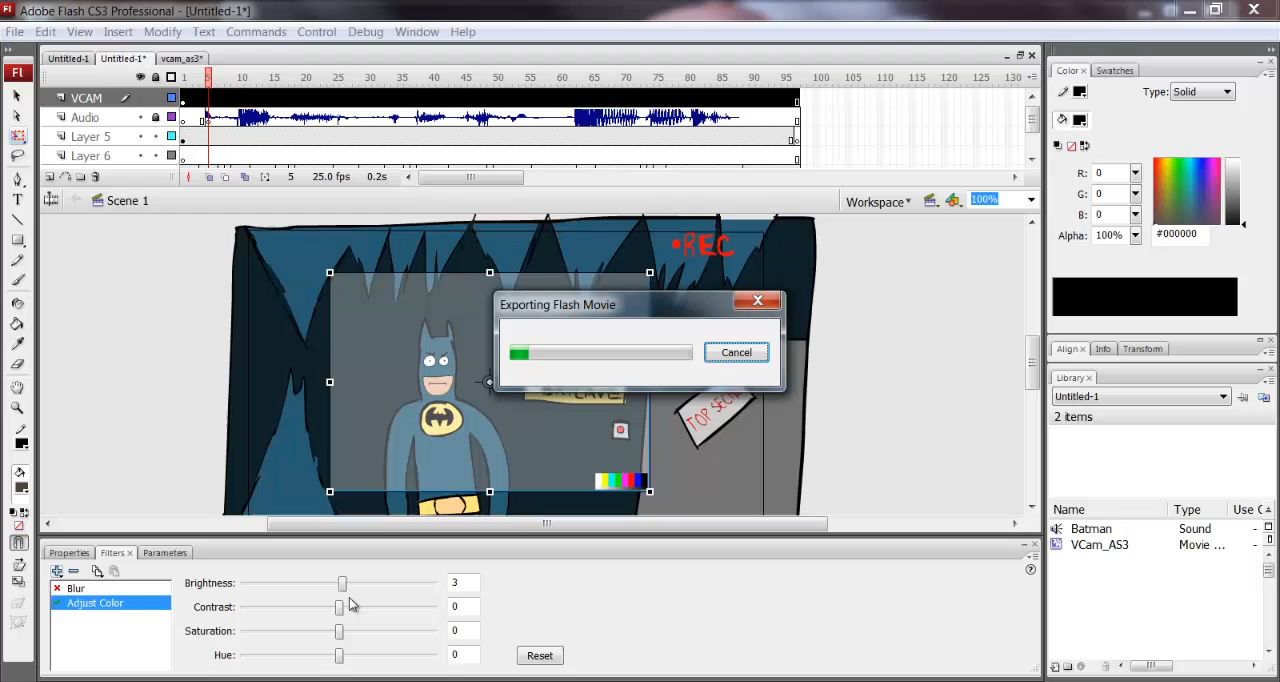 Fl Adobe Flash CS3 Professional - [Untitled-1*]
File Edit View Insert Modify Text Commands Control Debug Window Help
Untitled-1 Untitled-1* vcam_as3*
1 5 10 15 20 25 30 35 40 45 50 55 60 65 70 75 80 85 90 95 100 105 110 115 120 125 130
VCAM
Audio
Layer 5
Layer 6
5 25.0 fps 0.2s
Scene 1 Workspace 100%
•REC
TOP SEC
Exporting Flash Movie
Cancel
Fl
T
Color Swatches
Type: Solid
R: 0
G: 0
B: 0
Alpha: 100% #000000
Align Info Transform
Library
Untitled-1
2 items
Name Type Use C
Batman Sound -
VCam_AS3 Movie ... -
Properties Filters Parameters
Blur
Adjust Color
Brightness: 3
Contrast: 0
Saturation: 0
Hue: 0
Reset